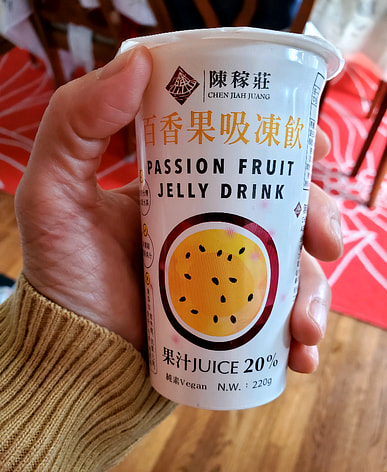 陳稼莊
CHEN JIAH JUANG
百香果吸凍飲
PASSION FRUIT
JELLY DRINK
果汁JUICE 20%
純素Vegan N.W.：220g